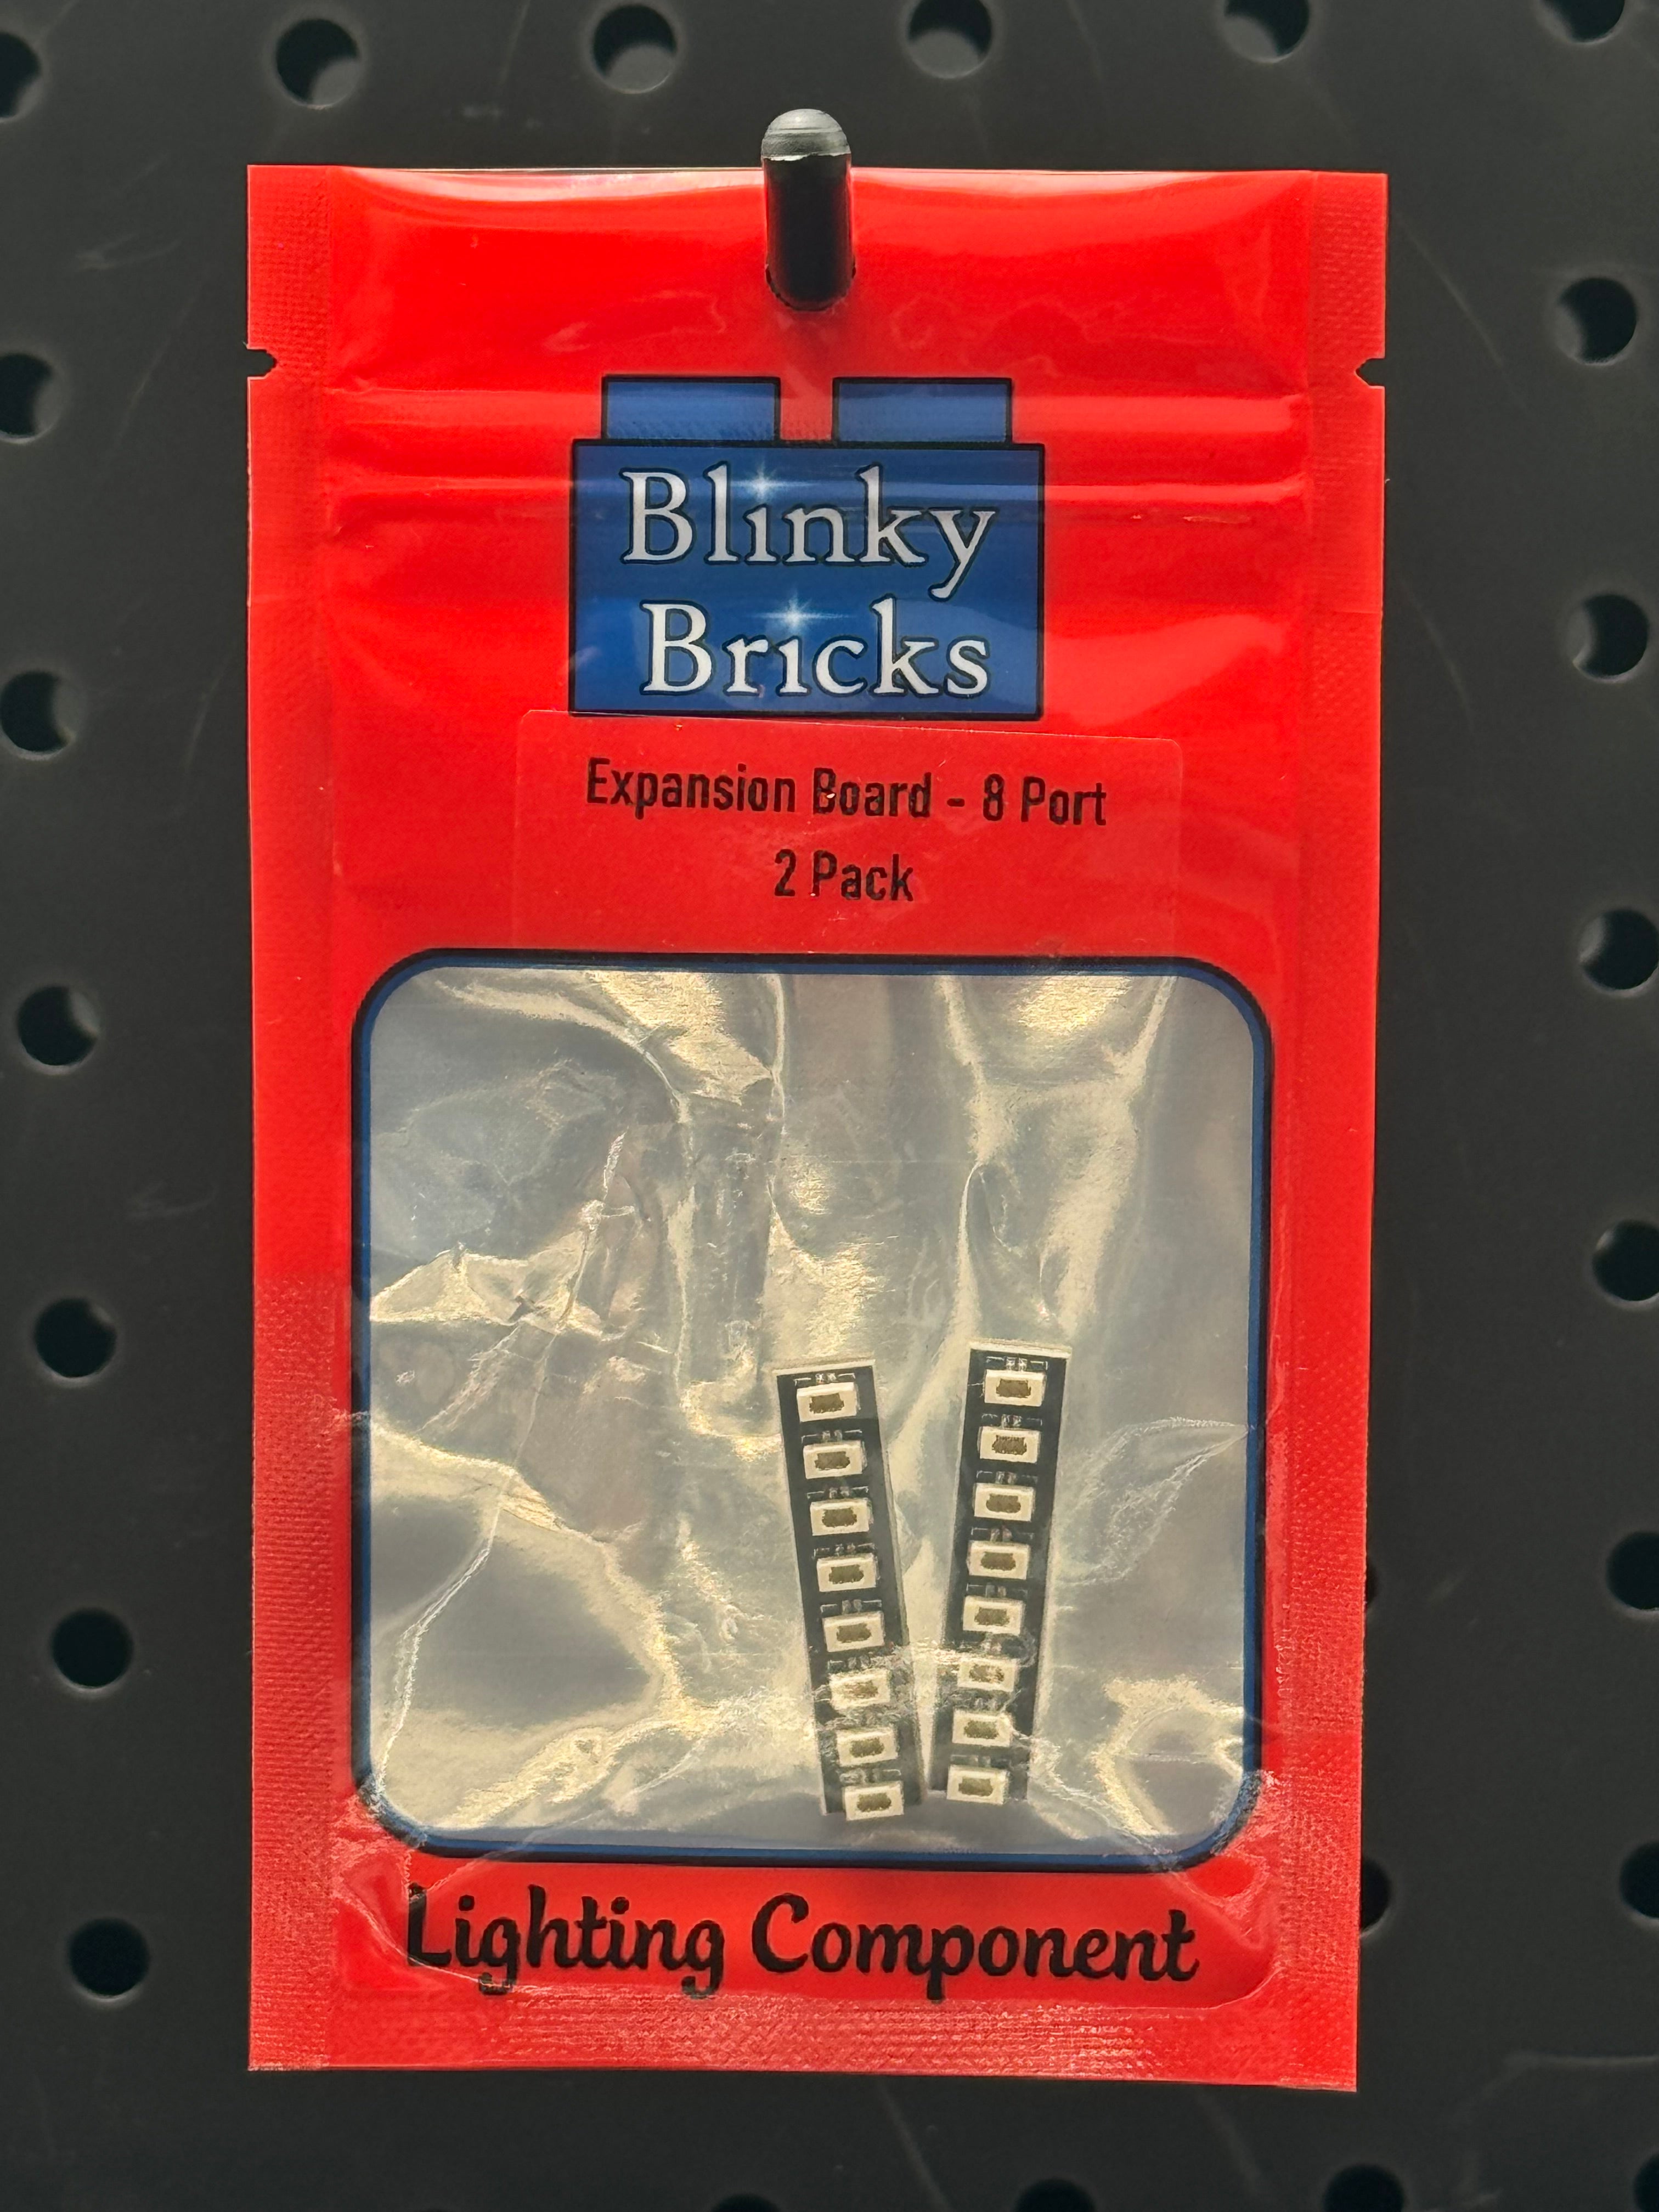 Blinky
Bricks
Expansion Board - 8 Port
2 Pack
Lighting Component